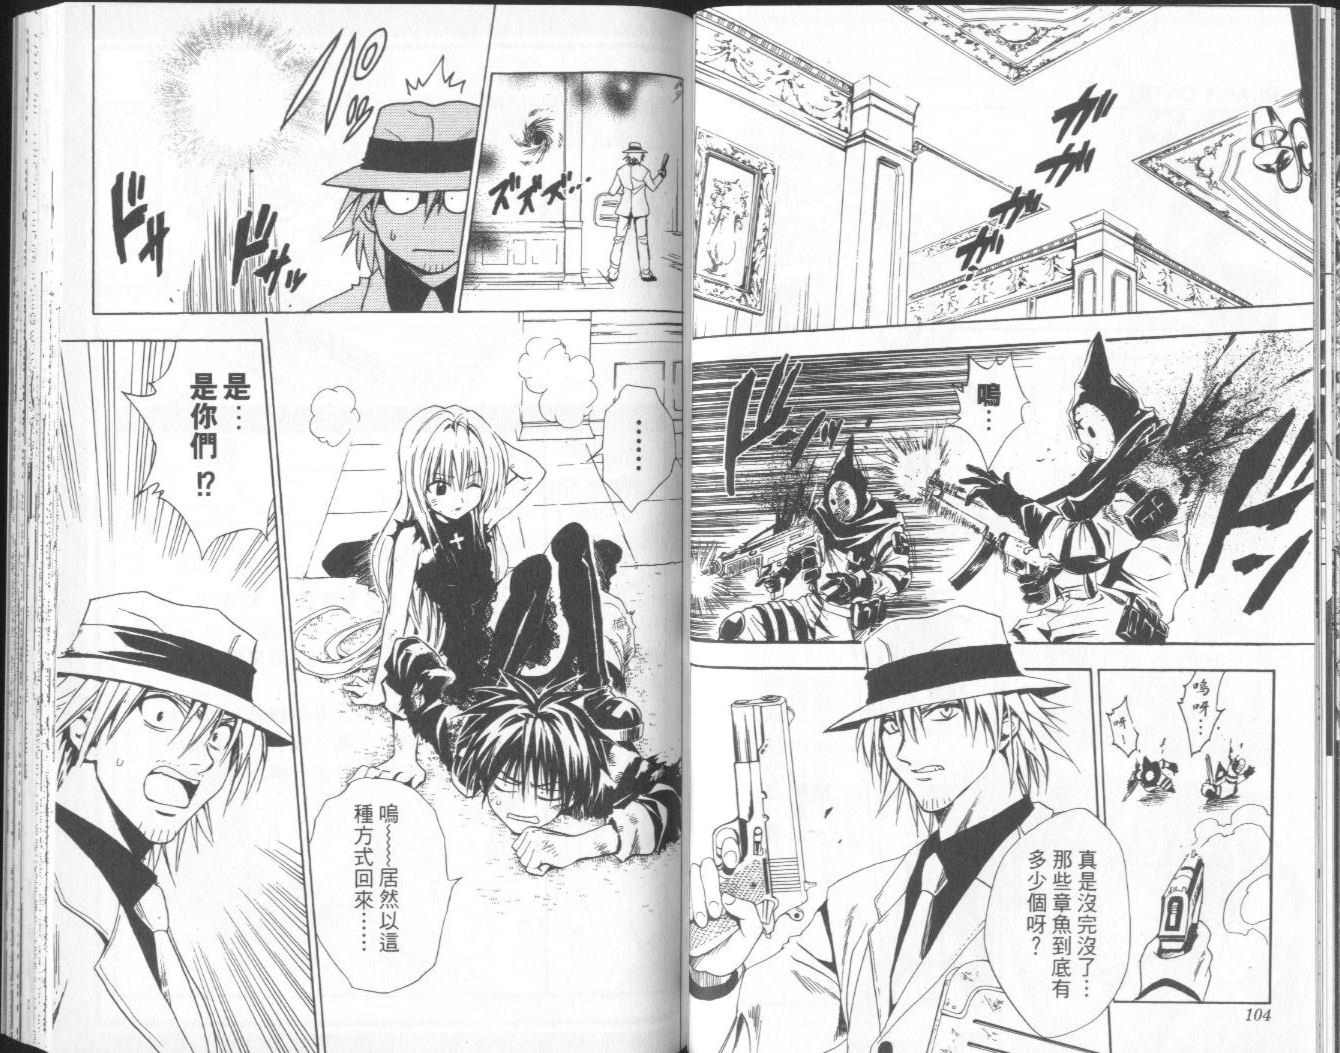 ガガガガ
嗚…
ドドド
ド
嗚呀…
呀…
真是沒完沒了…
那些章魚到底有
多少個呀？
104
ズズズ…
パァ
ドサ
ドサッ
………
嗚～～～居然以這
種方式回來……
是…
是你們!?